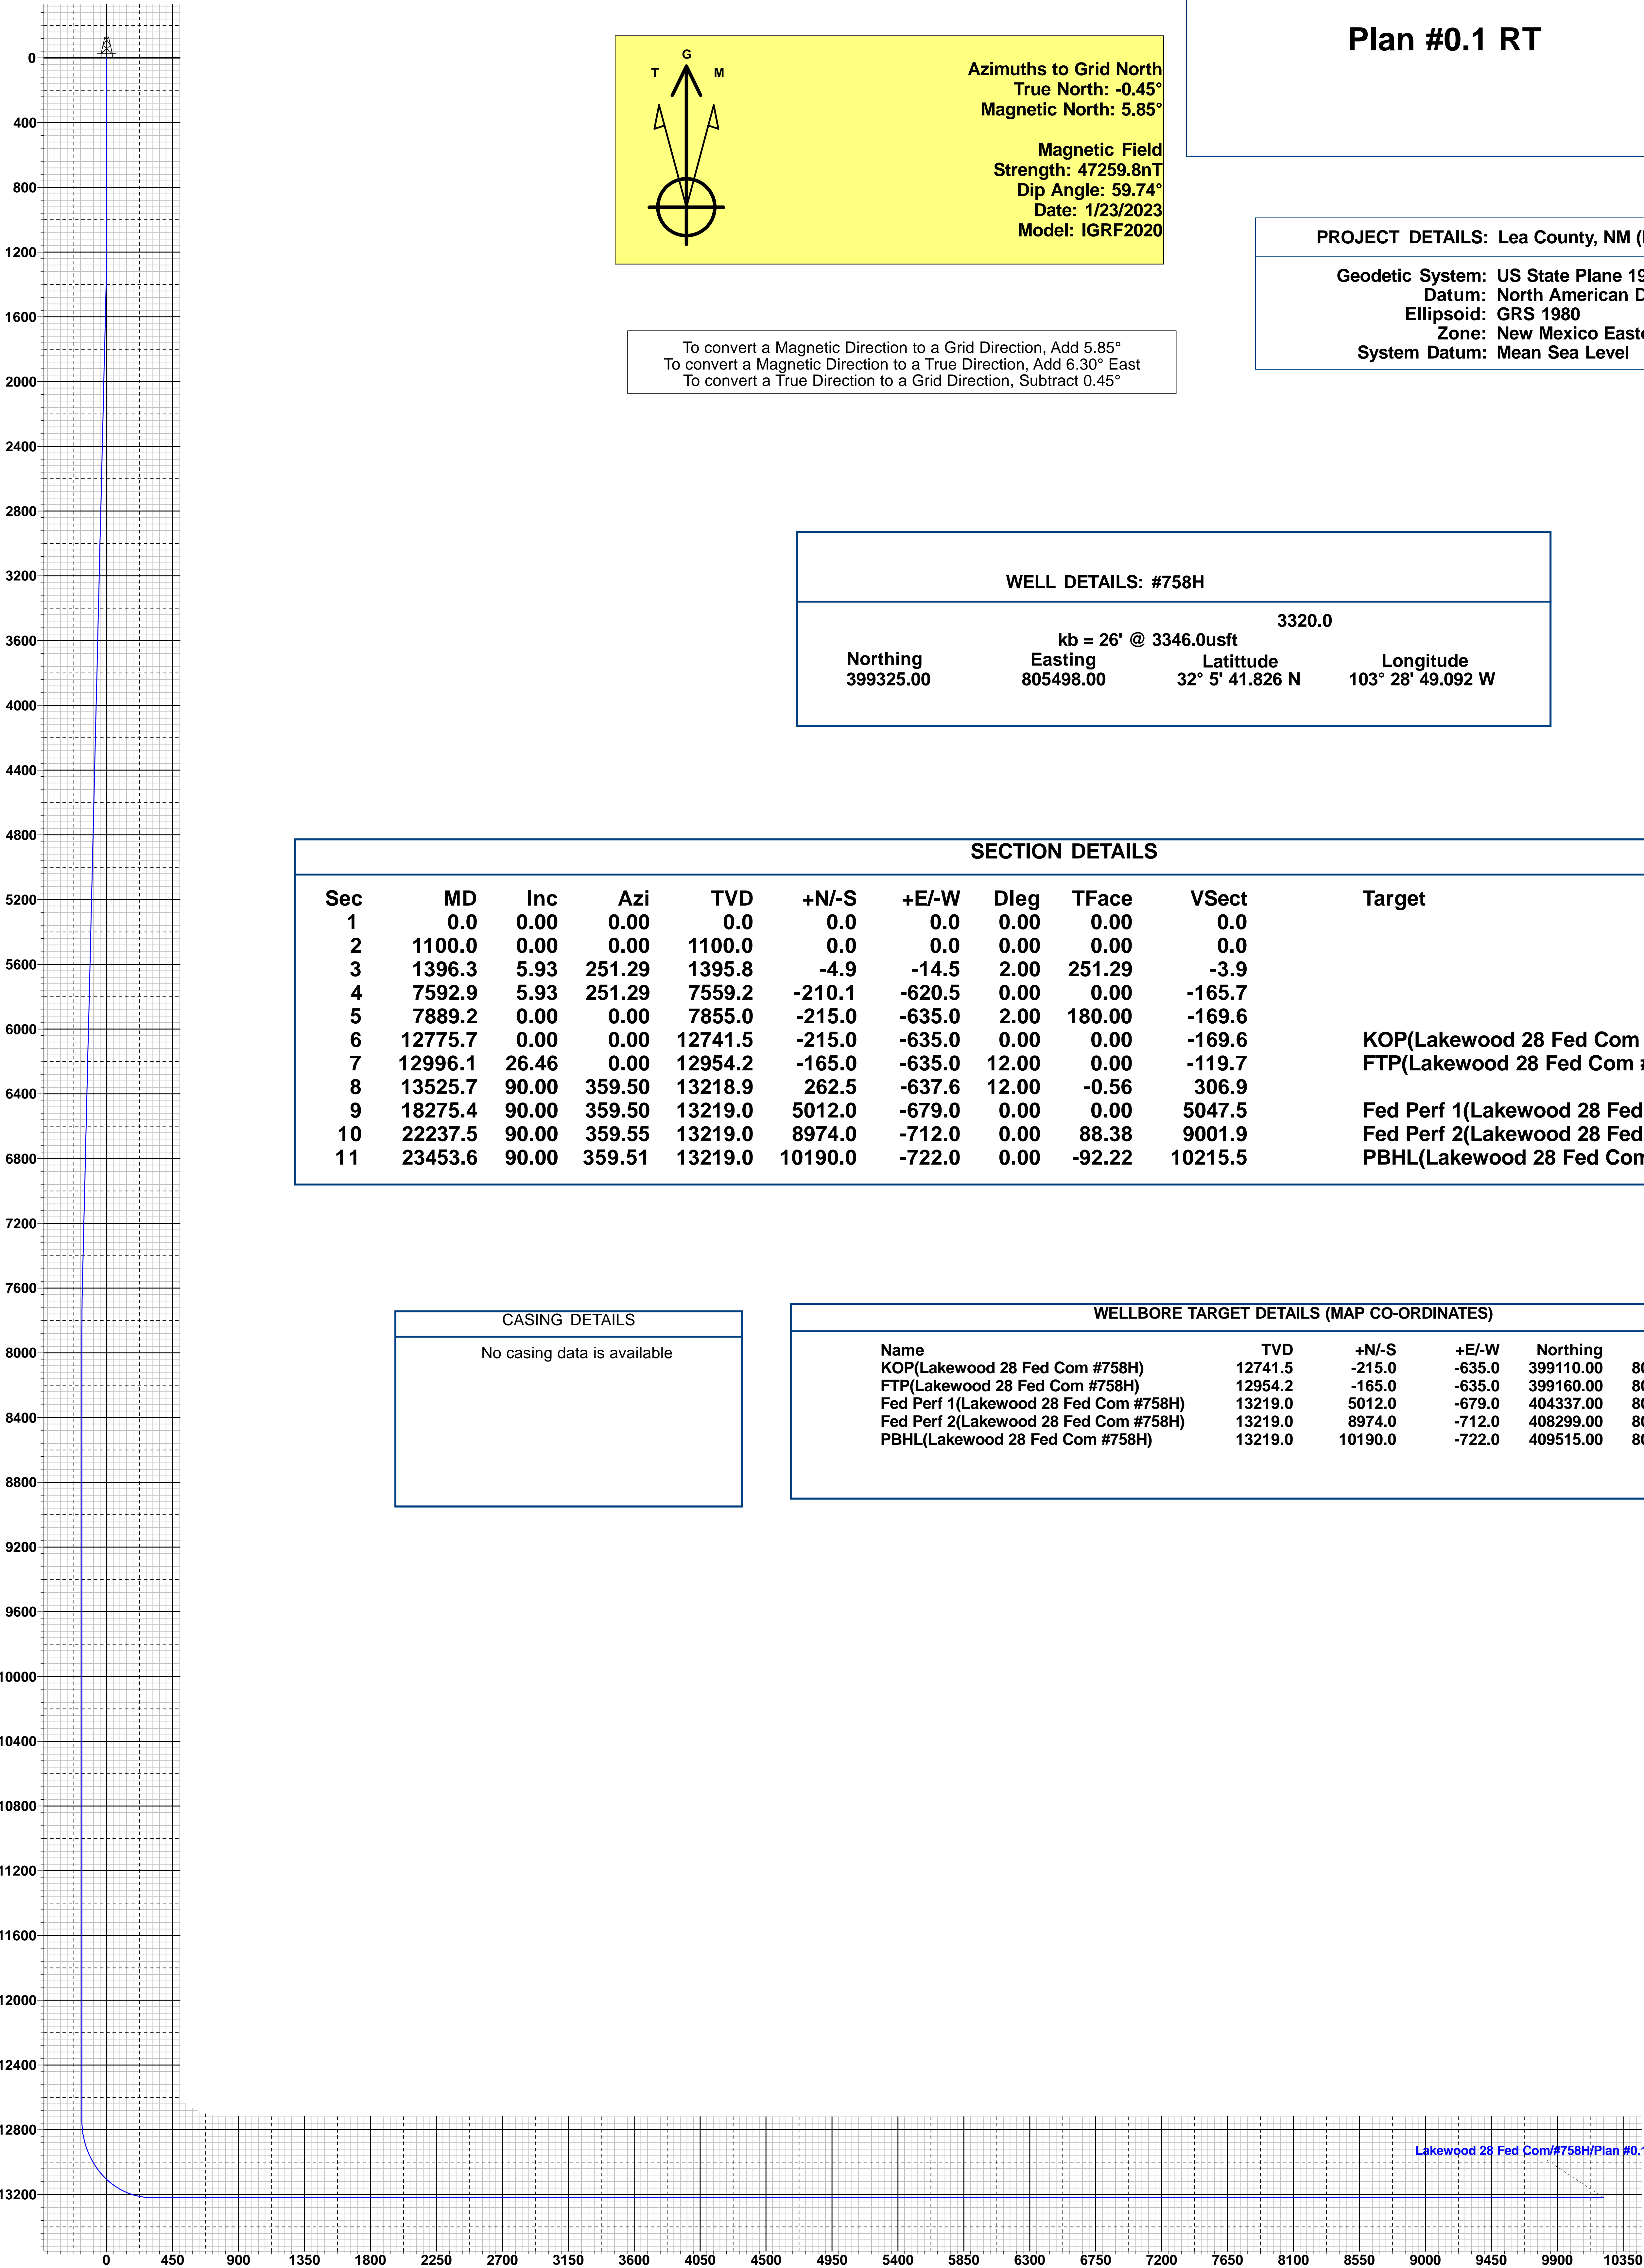 Plan #0.1 RT
G
T M
Azimuths to Grid North
True North: -0.45°
Magnetic North: 5.85°
Magnetic Field
Strength: 47259.8nT
Dip Angle: 59.74°
Date: 1/23/2023
Model: IGRF2020
PROJECT DETAILS: Lea County, NM (
Geodetic System: US State Plane 19
Datum: North American D
Ellipsoid: GRS 1980
Zone: New Mexico Easte
System Datum: Mean Sea Level
To convert a Magnetic Direction to a Grid Direction, Add 5.85°
To convert a Magnetic Direction to a True Direction, Add 6.30° East
To convert a True Direction to a Grid Direction, Subtract 0.45°
WELL DETAILS: #758H
3320.0
kb = 26' @ 3346.0usft
Northing Easting Latittude Longitude
399325.00 805498.00 32° 5' 41.826 N 103° 28' 49.092 W
SECTION DETAILS
Sec MD Inc Azi TVD +N/-S +E/-W Dleg TFace VSect Target
1 0.0 0.00 0.00 0.0 0.0 0.0 0.00 0.00 0.0
2 1100.0 0.00 0.00 1100.0 0.0 0.0 0.00 0.00 0.0
3 1396.3 5.93 251.29 1395.8 -4.9 -14.5 2.00 251.29 -3.9
4 7592.9 5.93 251.29 7559.2 -210.1 -620.5 0.00 0.00 -165.7
5 7889.2 0.00 0.00 7855.0 -215.0 -635.0 2.00 180.00 -169.6
6 12775.7 0.00 0.00 12741.5 -215.0 -635.0 0.00 0.00 -169.6 KOP(Lakewood 28 Fed Com
7 12996.1 26.46 0.00 12954.2 -165.0 -635.0 12.00 0.00 -119.7 FTP(Lakewood 28 Fed Com #
8 13525.7 90.00 359.50 13218.9 262.5 -637.6 12.00 -0.56 306.9
9 18275.4 90.00 359.50 13219.0 5012.0 -679.0 0.00 0.00 5047.5 Fed Perf 1(Lakewood 28 Fed
10 22237.5 90.00 359.55 13219.0 8974.0 -712.0 0.00 88.38 9001.9 Fed Perf 2(Lakewood 28 Fed
11 23453.6 90.00 359.51 13219.0 10190.0 -722.0 0.00 -92.22 10215.5 PBHL(Lakewood 28 Fed Com
CASING DETAILS
No casing data is available
WELLBORE TARGET DETAILS (MAP CO-ORDINATES)
Name TVD +N/-S +E/-W Northing
KOP(Lakewood 28 Fed Com #758H) 12741.5 -215.0 -635.0 399110.00 80
FTP(Lakewood 28 Fed Com #758H) 12954.2 -165.0 -635.0 399160.00 80
Fed Perf 1(Lakewood 28 Fed Com #758H) 13219.0 5012.0 -679.0 404337.00 80
Fed Perf 2(Lakewood 28 Fed Com #758H) 13219.0 8974.0 -712.0 408299.00 80
PBHL(Lakewood 28 Fed Com #758H) 13219.0 10190.0 -722.0 409515.00 80
0
400
800
1200
1600
2000
2400
2800
3200
3600
4000
4400
4800
5200
5600
6000
6400
6800
7200
7600
8000
8400
8800
9200
9600
10000
10400
10800
11200
11600
12000
12400
12800
13200
Lakewood 28 Fed Com/#758H/Plan #0.1
0 450 900 1350 1800 2250 2700 3150 3600 4050 4500 4950 5400 5850 6300 6750 7200 7650 8100 8550 9000 9450 9900 10350